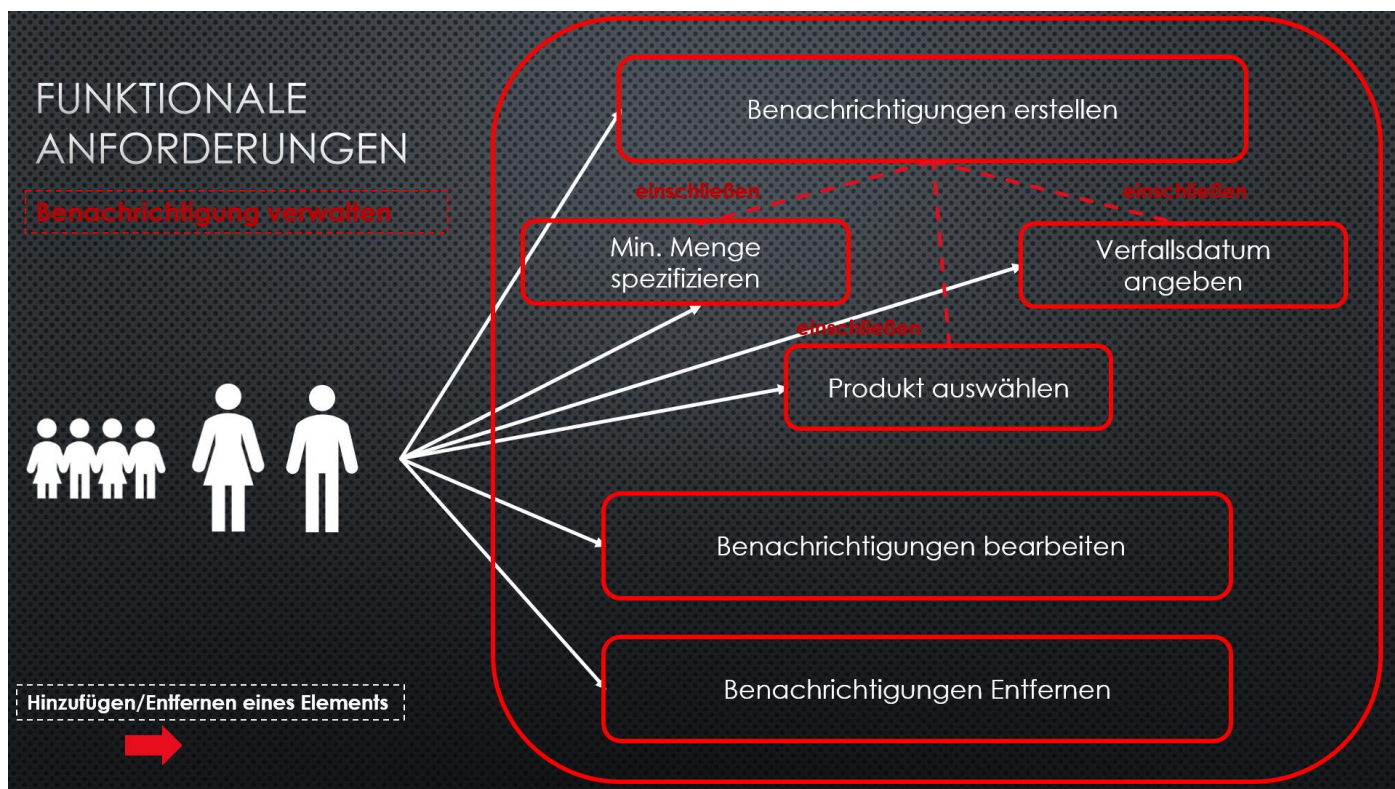 FUNKTIONALE
ANFORDERUNGEN
Benachrichtigung verwalten
Benachrichtigungen erstellen
einschließen
einschließen
Min. Menge
spezifizieren
Verfallsdatum
angeben
einschließen
Produkt auswählen
Benachrichtigungen bearbeiten
Benachrichtigungen Entfernen
Hinzufügen/Entfernen eines Elements